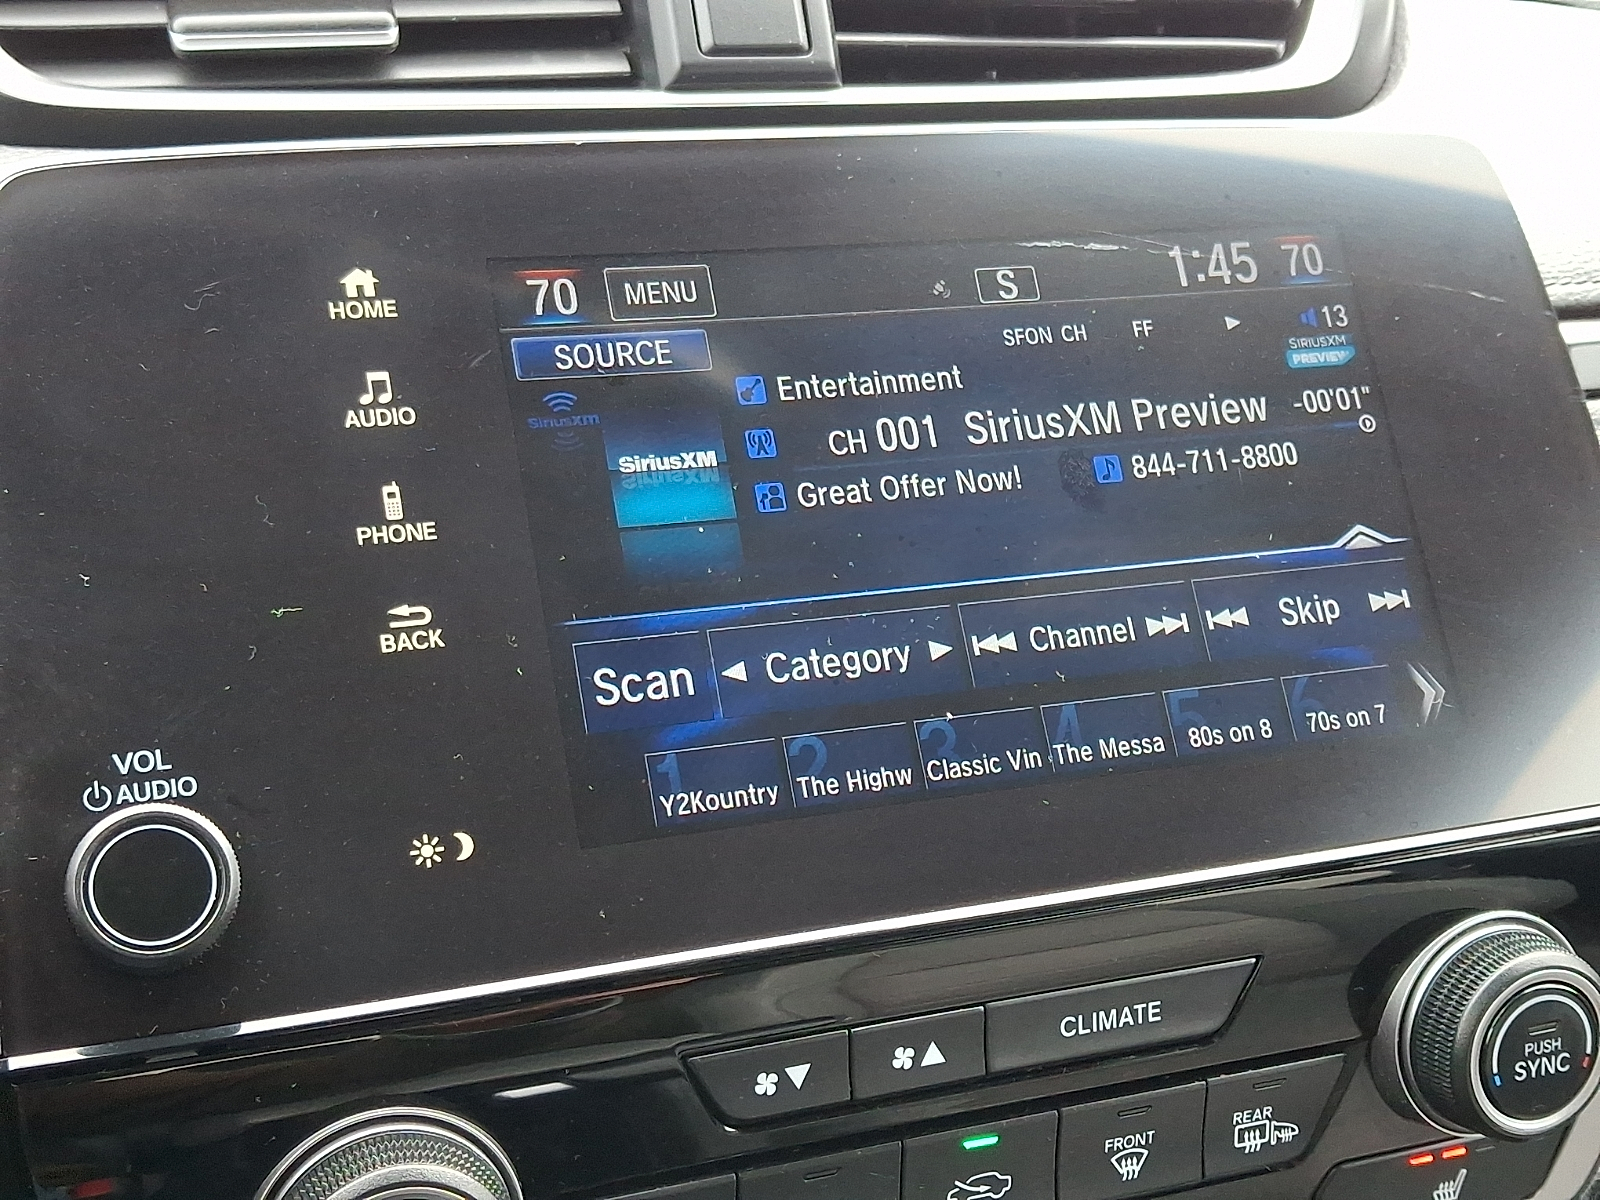 70 MENU S 1:45 70
SOURCE SFON CH FF 13
SIRIUSXM
PREVIEW
HOME
SiriusXM
SiriusXM
Entertainment
CH 001 SiriusXM Preview -00'01"
Great Offer Now! 844-711-8800
AUDIO
PHONE
BACK
Scan Category Channel Skip
1 Y2Kountry
2 The Highw
3 Classic Vin
4 The Messa
5 80s on 8
6 70s on 7
VOL
AUDIO
CLIMATE
PUSH
SYNC
FRONT
REAR